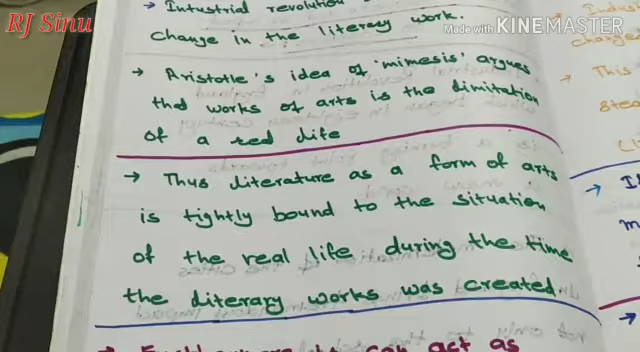 RJ Sinu
Made with KINEMASTER
→ Intustrial revolution
Change in the literary work.
→ Aristotle's idea of 'mimesis' argues
that works of arts is the limitation
of a real life
→ Thus literature as a form of arts
is tightly bound to the situation
of the real life during the time
the literary works was created.
can act as
→ This